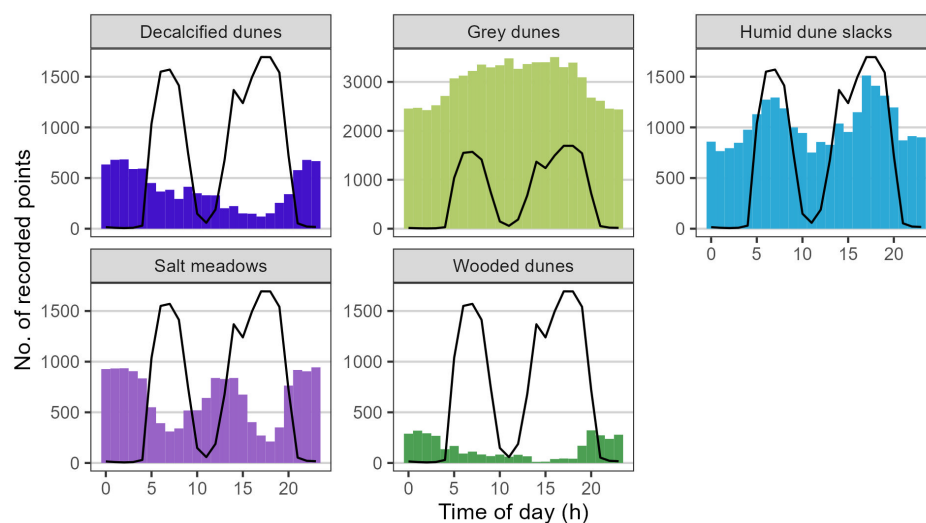 Decalcified dunes
Grey dunes
Humid dune slacks
1500
1000
500
0
3000
2000
1000
0
1500
1000
500
0
0 5 10 15 20
Salt meadows
Wooded dunes
1500
1000
500
0
1500
1000
500
0
0 5 10 15 20
0 5 10 15 20
No. of recorded points
Time of day (h)